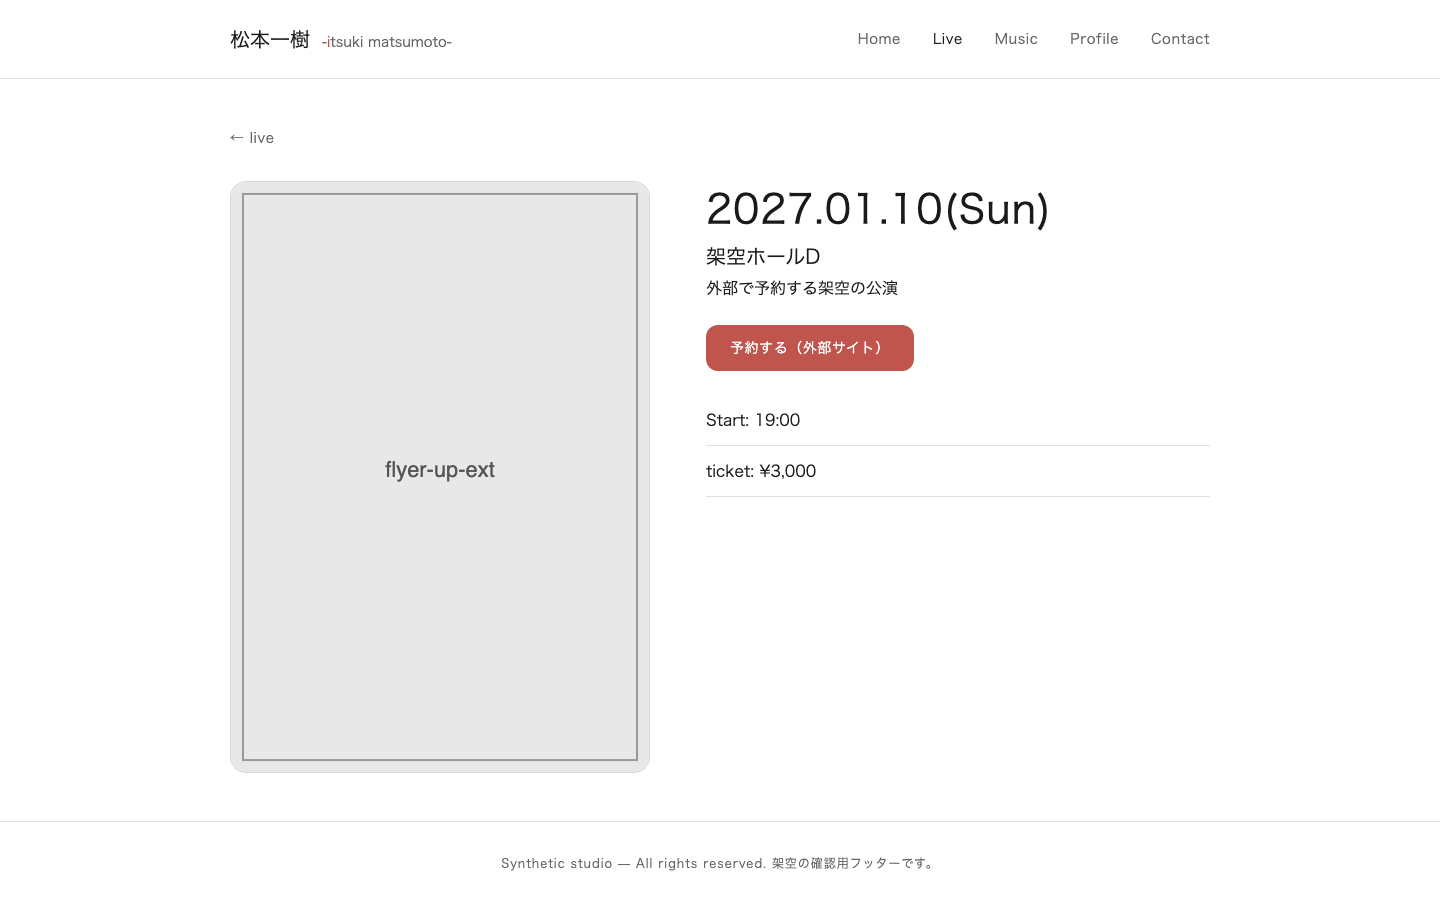 松本一樹 -itsuki matsumoto-
Home Live Music Profile Contact
← live
flyer-up-ext
2027.01.10(Sun)
架空ホールD
外部で予約する架空の公演
予約する（外部サイト）
Start: 19:00
ticket: ¥3,000
Synthetic studio — All rights reserved. 架空の確認用フッターです。